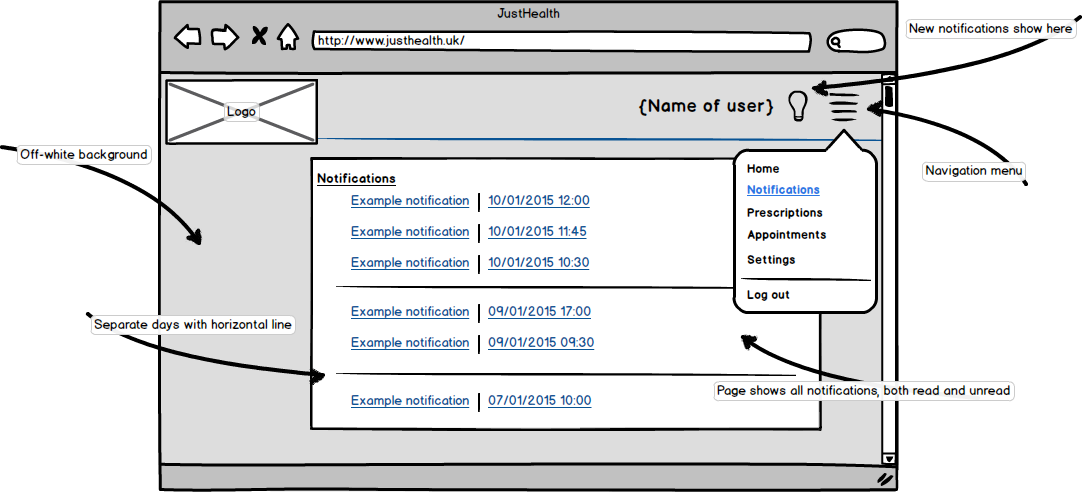 JustHealth
http://www.justhealth.uk/
New notifications show here
Logo
{Name of user}
Off-white background
Navigation menu
Home
Notifications
Prescriptions
Appointments
Settings
Log out
Notifications
Example notification | 10/01/2015 12:00
Example notification | 10/01/2015 11:45
Example notification | 10/01/2015 10:30
Separate days with horizontal line
Example notification | 09/01/2015 17:00
Example notification | 09/01/2015 09:30
Page shows all notifications, both read and unread
Example notification | 07/01/2015 10:00